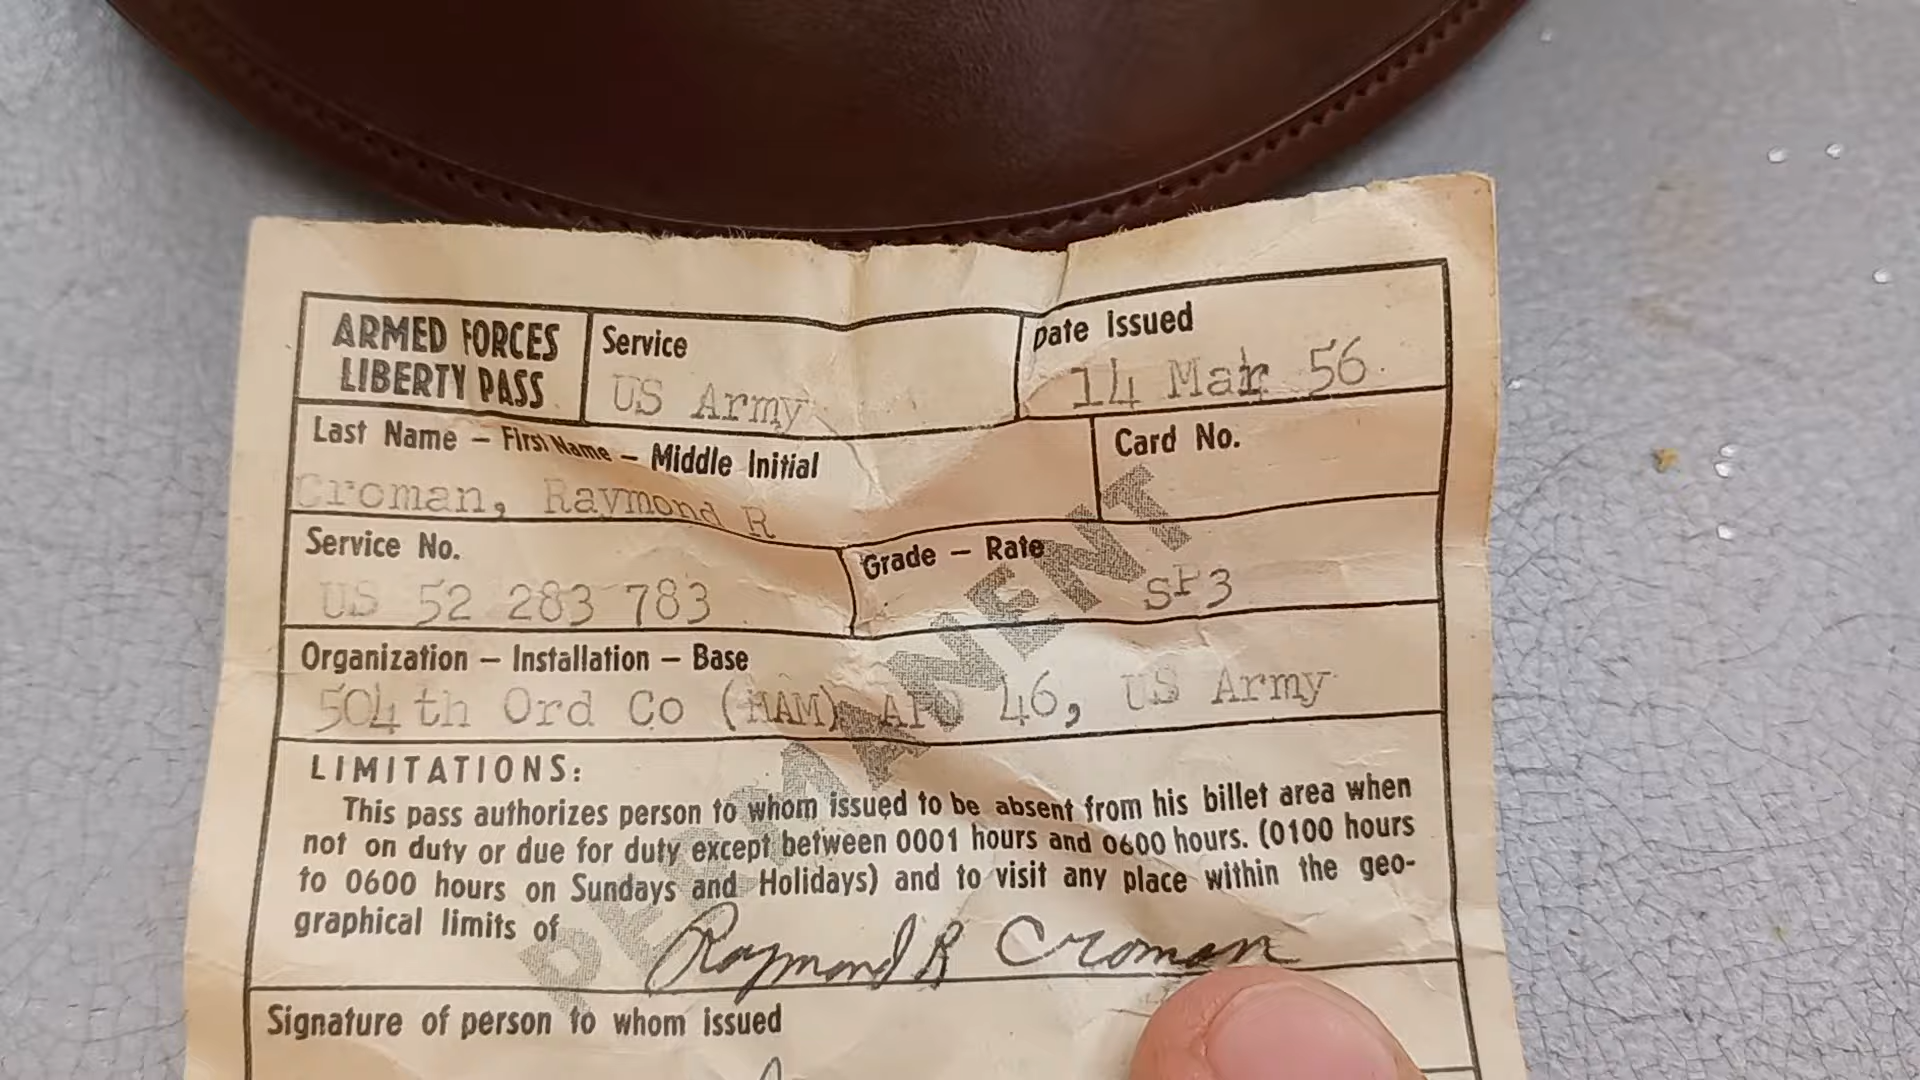 ARMED FORCES
LIBERTY PASS
Service
US Army
Date Issued
14 Mar 56
Last Name – First Name – Middle Initial
Croman, Raymond R
Card No.
Service No.
US 52 283 783
Grade – Rate
SP3
Organization – Installation – Base
504th Ord Co (MAM) APO 46, US Army
LIMITATIONS:
This pass authorizes person to whom issued to be absent from his billet area when
not on duty or due for duty except between 0001 hours and 0600 hours. (0100 hours
to 0600 hours on Sundays and Holidays) and to visit any place within the geo-
graphical limits of
Raymond R Croman
Signature of person to whom issued
PERMANENT